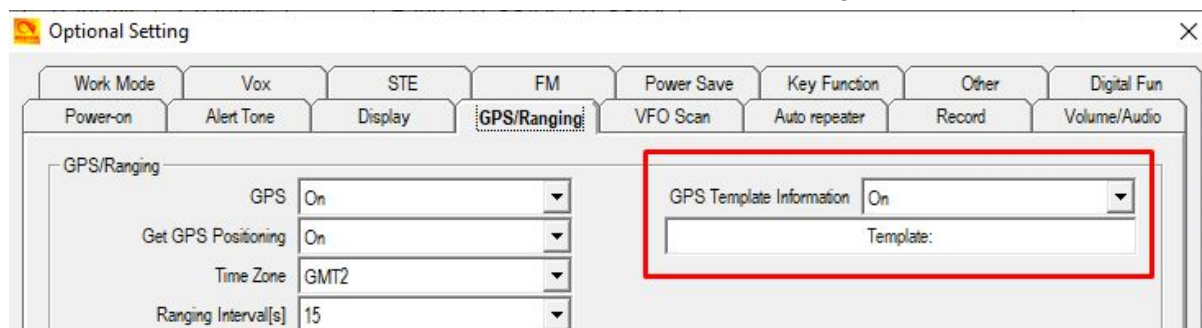 Optional Setting
Work Mode Vox STE FM Power Save Key Function Other Digital Fun
Power-on Alert Tone Display GPS/Ranging VFO Scan Auto repeater Record Volume/Audio
GPS/Ranging
GPS On GPS Template Information On
Get GPS Positioning On Template:
Time Zone GMT2
Ranging Interval[s] 15